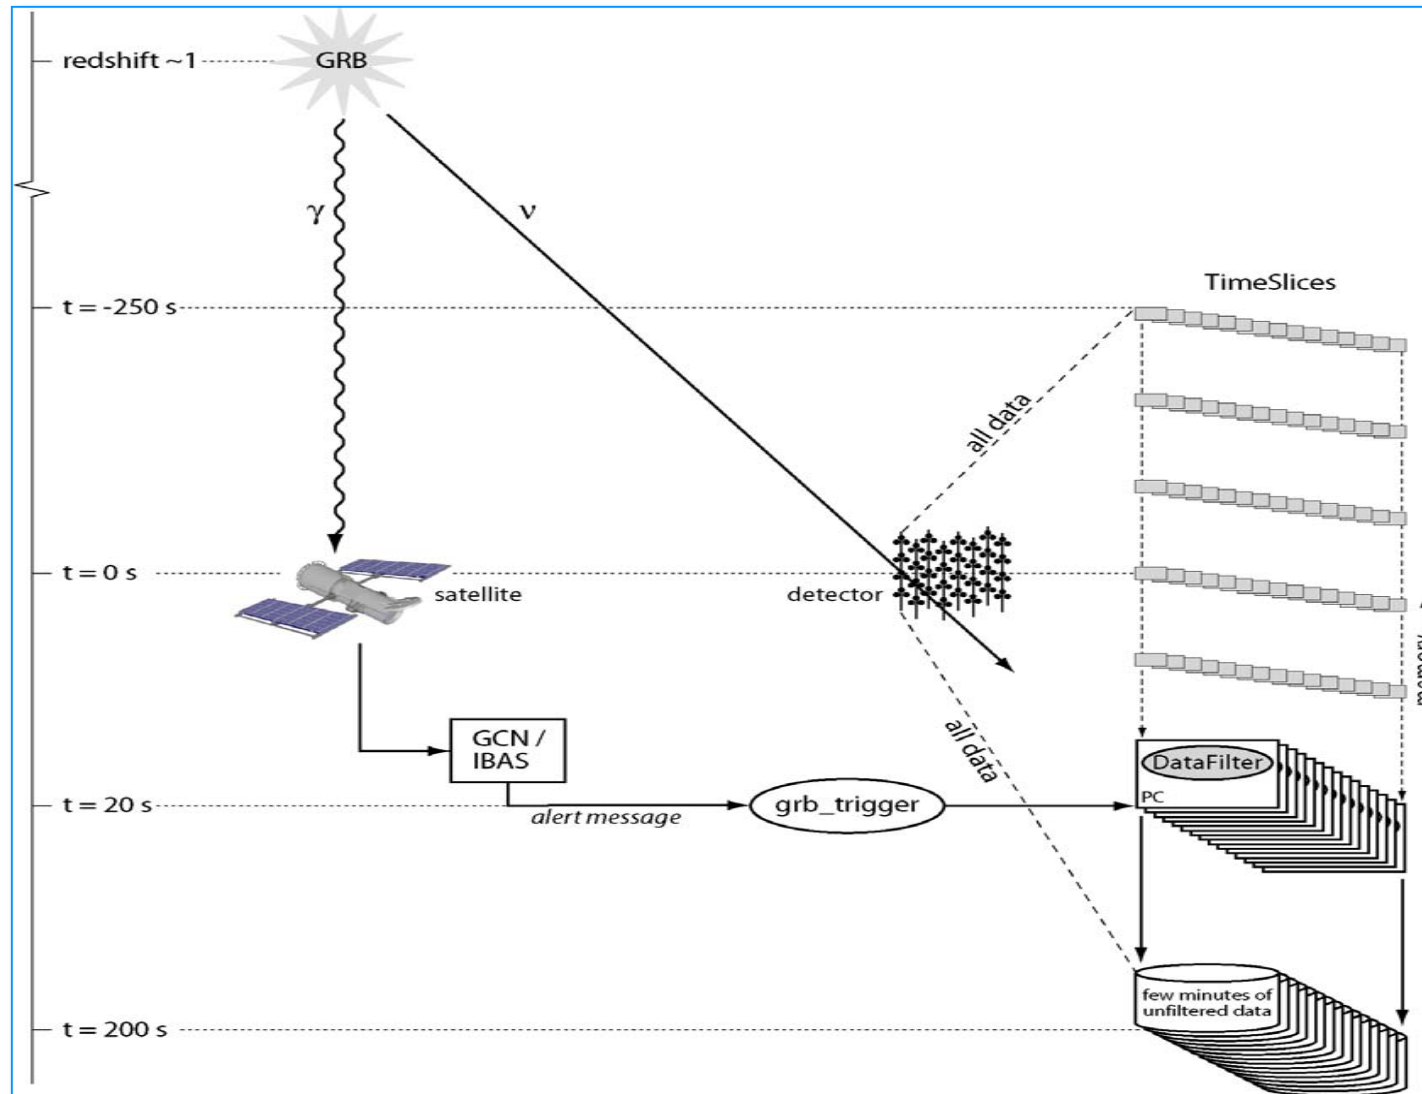 redshift ~1
GRB
γ
ν
TimeSlices
t = -250 s
all data
t = 0 s
satellite
detector
memory
GCN /
IBAS
all data
DataFilter
PC
t = 20 s
alert message
grb_trigger
few minutes of
unfiltered data
t = 200 s